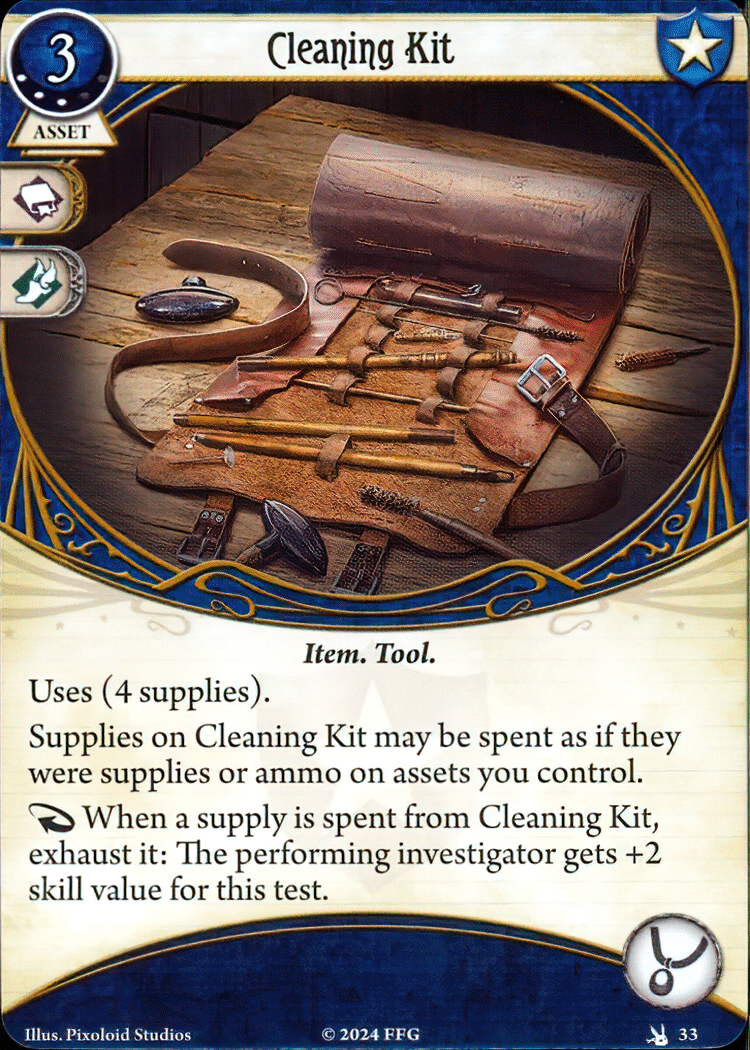 3
Cleaning Kit
ASSET
Item. Tool.
Uses (4 supplies).
Supplies on Cleaning Kit may be spent as if they
were supplies or ammo on assets you control.
When a supply is spent from Cleaning Kit,
exhaust it: The performing investigator gets +2
skill value for this test.
Illus. Pixoloid Studios
© 2024 FFG
33